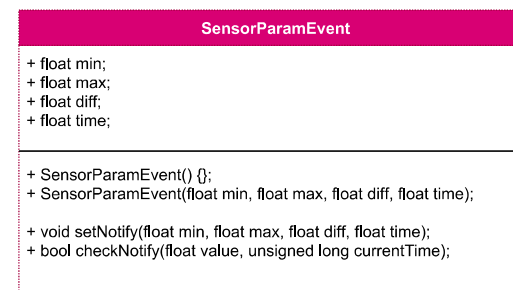 SensorParamEvent
+ float min;
+ float max;
+ float diff;
+ float time;
+ SensorParamEvent() {};
+ SensorParamEvent(float min, float max, float diff, float time);
+ void setNotify(float min, float max, float diff, float time);
+ bool checkNotify(float value, unsigned long currentTime);